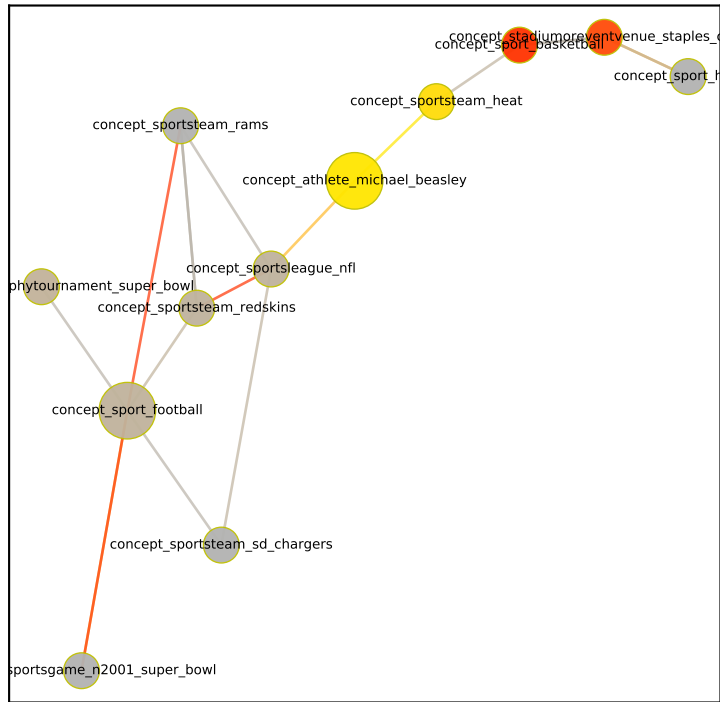 concept_stadiumoreventvenue_staples_c
concept_sport_basketball
concept_sport_h
concept_sportsteam_heat
concept_sportsteam_rams
concept_athlete_michael_beasley
concept_sportsleague_nfl
phytournament_super_bowl
concept_sportsteam_redskins
concept_sport_football
concept_sportsteam_sd_chargers
sportsgame_n2001_super_bowl